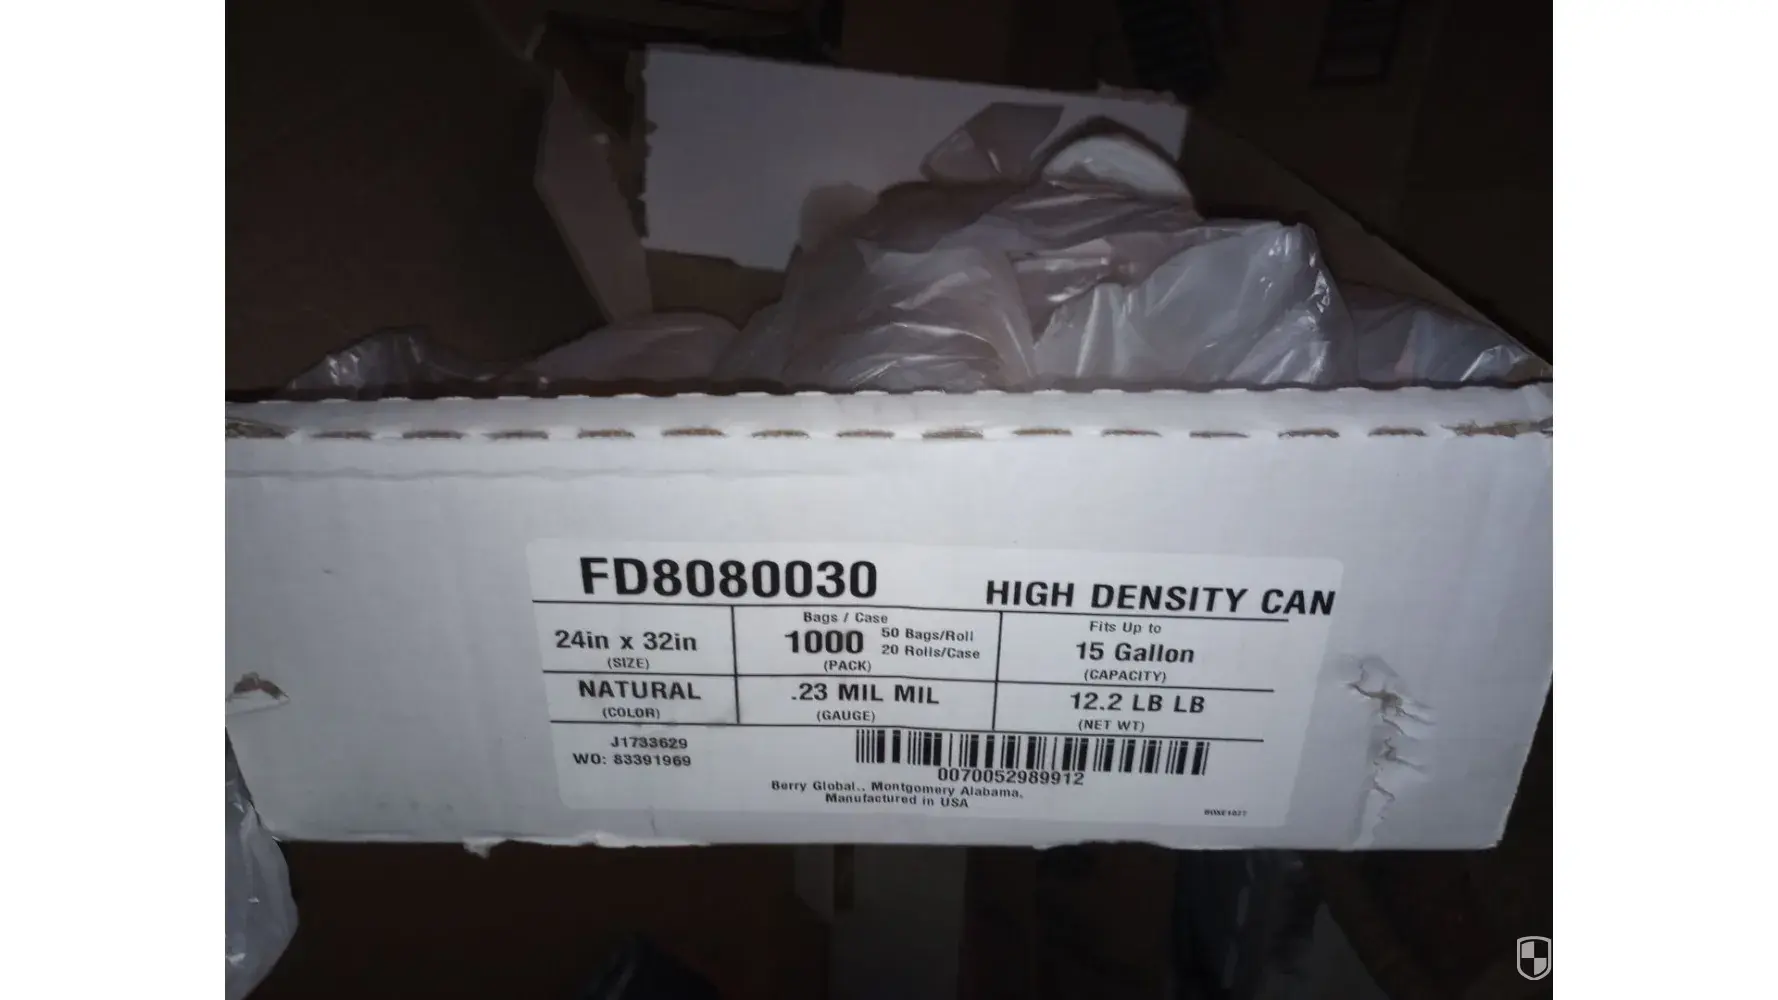 FD8080030
HIGH DENSITY CAN
24in x 32in
(SIZE)
Bags / Case
1000 50 Bags/Roll
20 Rolls/Case
(PACK)
Fits Up to
15 Gallon
(CAPACITY)
NATURAL
(COLOR)
.23 MIL MIL
(GAUGE)
12.2 LB LB
(NET WT)
J1733629
WO: 83391969
0070052989912
Berry Global.. Montgomery Alabama.
Manufactured in USA